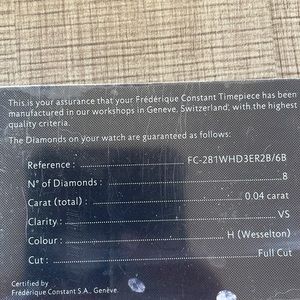 This is your assurance that your Frédérique Constant Timepiece has been
manufactured in our workshops in Genève, Switzerland, with the highest
quality criteria.
The Diamonds on your watch are guaranteed as follows:
Reference : FC-281WHD3ER2B/6B
N° of Diamonds : 8
Carat (total) : 0.04 carat
Clarity : VS
Colour : H (Wesselton)
Cut : Full Cut
Certified by
Frédérique Constant S.A., Genève.